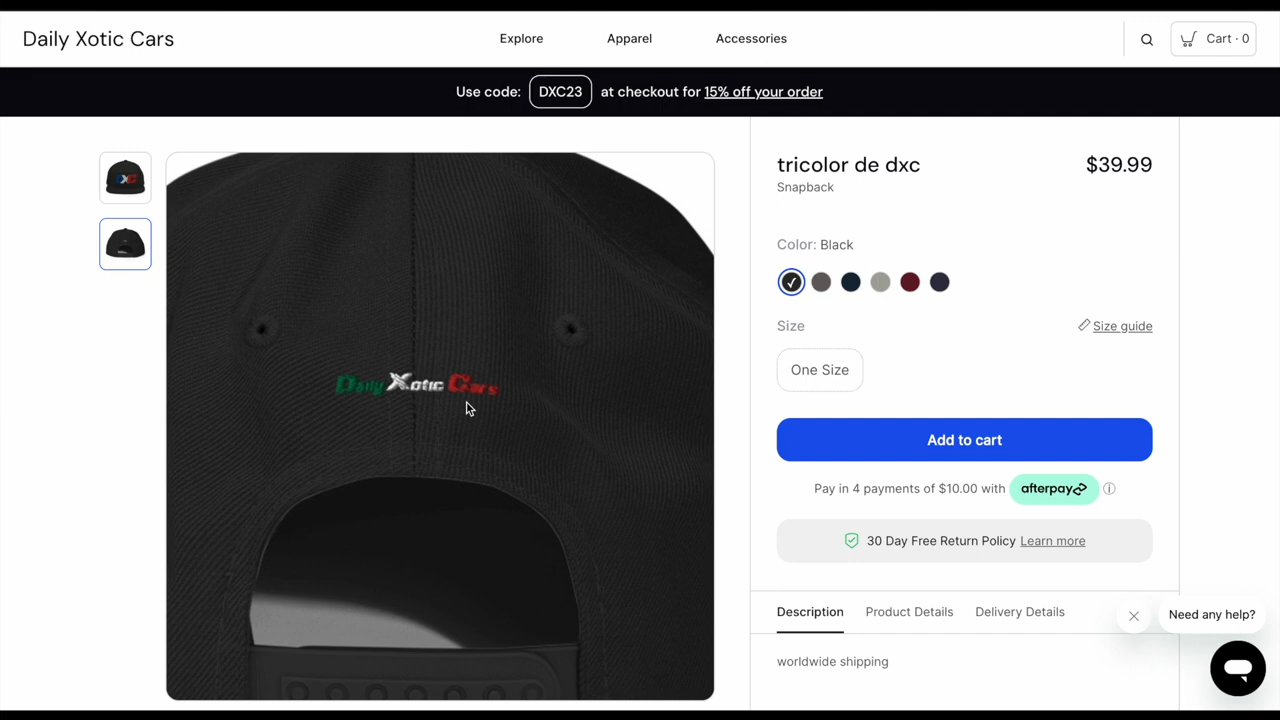 Daily Xotic Cars
Explore
Apparel
Accessories
Cart · 0
Use code: DXC23 at checkout for 15% off your order
DXC
Daily Xotic Cars
tricolor de dxc
$39.99
Snapback
Color: Black
Size
Size guide
One Size
Add to cart
Pay in 4 payments of $10.00 with afterpay
30 Day Free Return Policy Learn more
Description
Product Details
Delivery Details
Need any help?
worldwide shipping